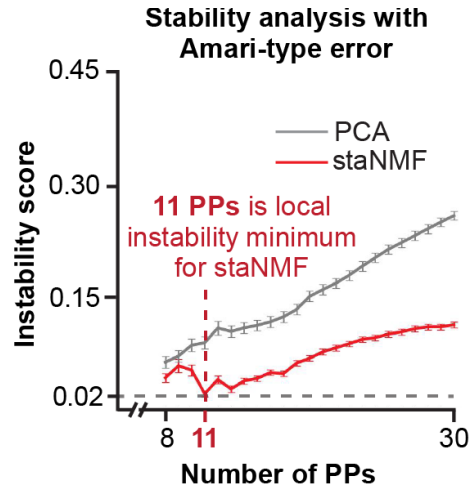 Stability analysis with
Amari-type error
0.45
PCA
staNMF
0.30
11 PPs is local
instability minimum
for staNMF
Instability score
0.15
0.02
8
11
30
Number of PPs